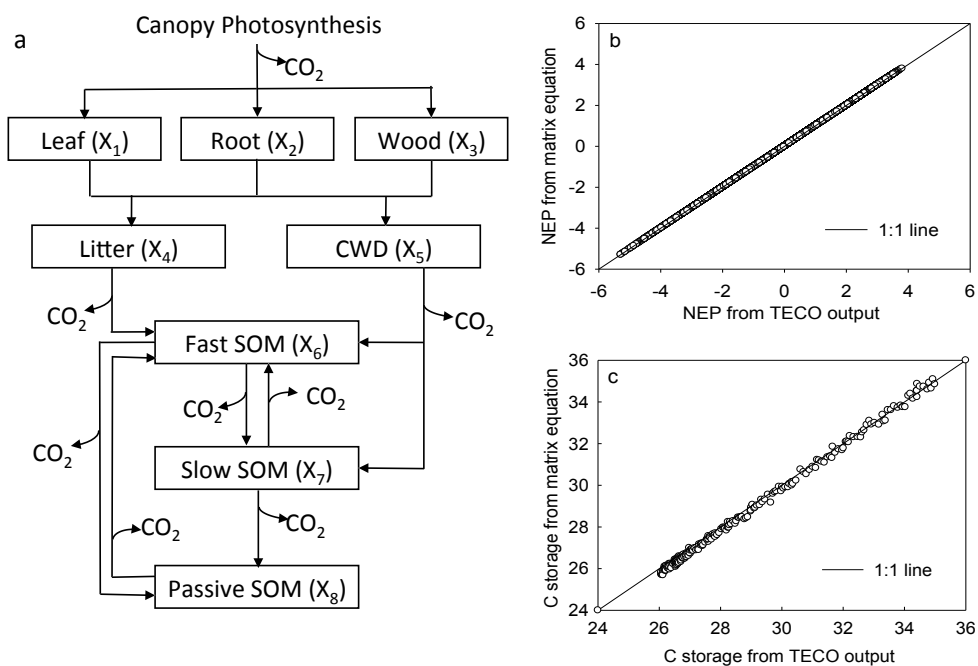 a
Canopy Photosynthesis
CO2
Leaf (X1)
Root (X2)
Wood (X3)
Litter (X4)
CWD (X5)
CO2
CO2
Fast SOM (X6)
CO2
CO2
CO2
Slow SOM (X7)
CO2
CO2
Passive SOM (X8)
b
NEP from matrix equation
6
4
2
0
-2
-4
-6
1:1 line
-6 -4 -2 0 2 4 6
NEP from TECO output
c
C storage from matrix equation
36
34
32
30
28
26
24
1:1 line
24 26 28 30 32 34 36
C storage from TECO output